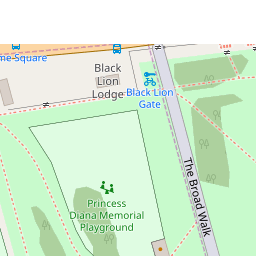 me Square
Black
Lion
Lodge
Black Lion
Gate
The Broad Walk
Princess
Diana Memorial
Playground